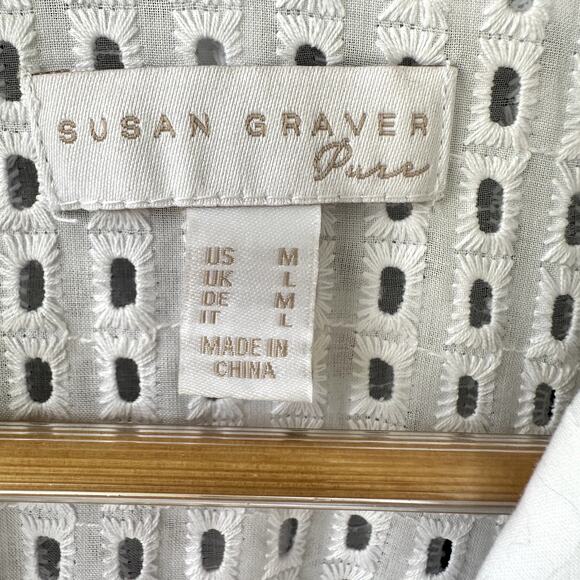 SUSAN GRAVER
Pure
US M
UK L
DE M
IT L
MADE IN
CHINA